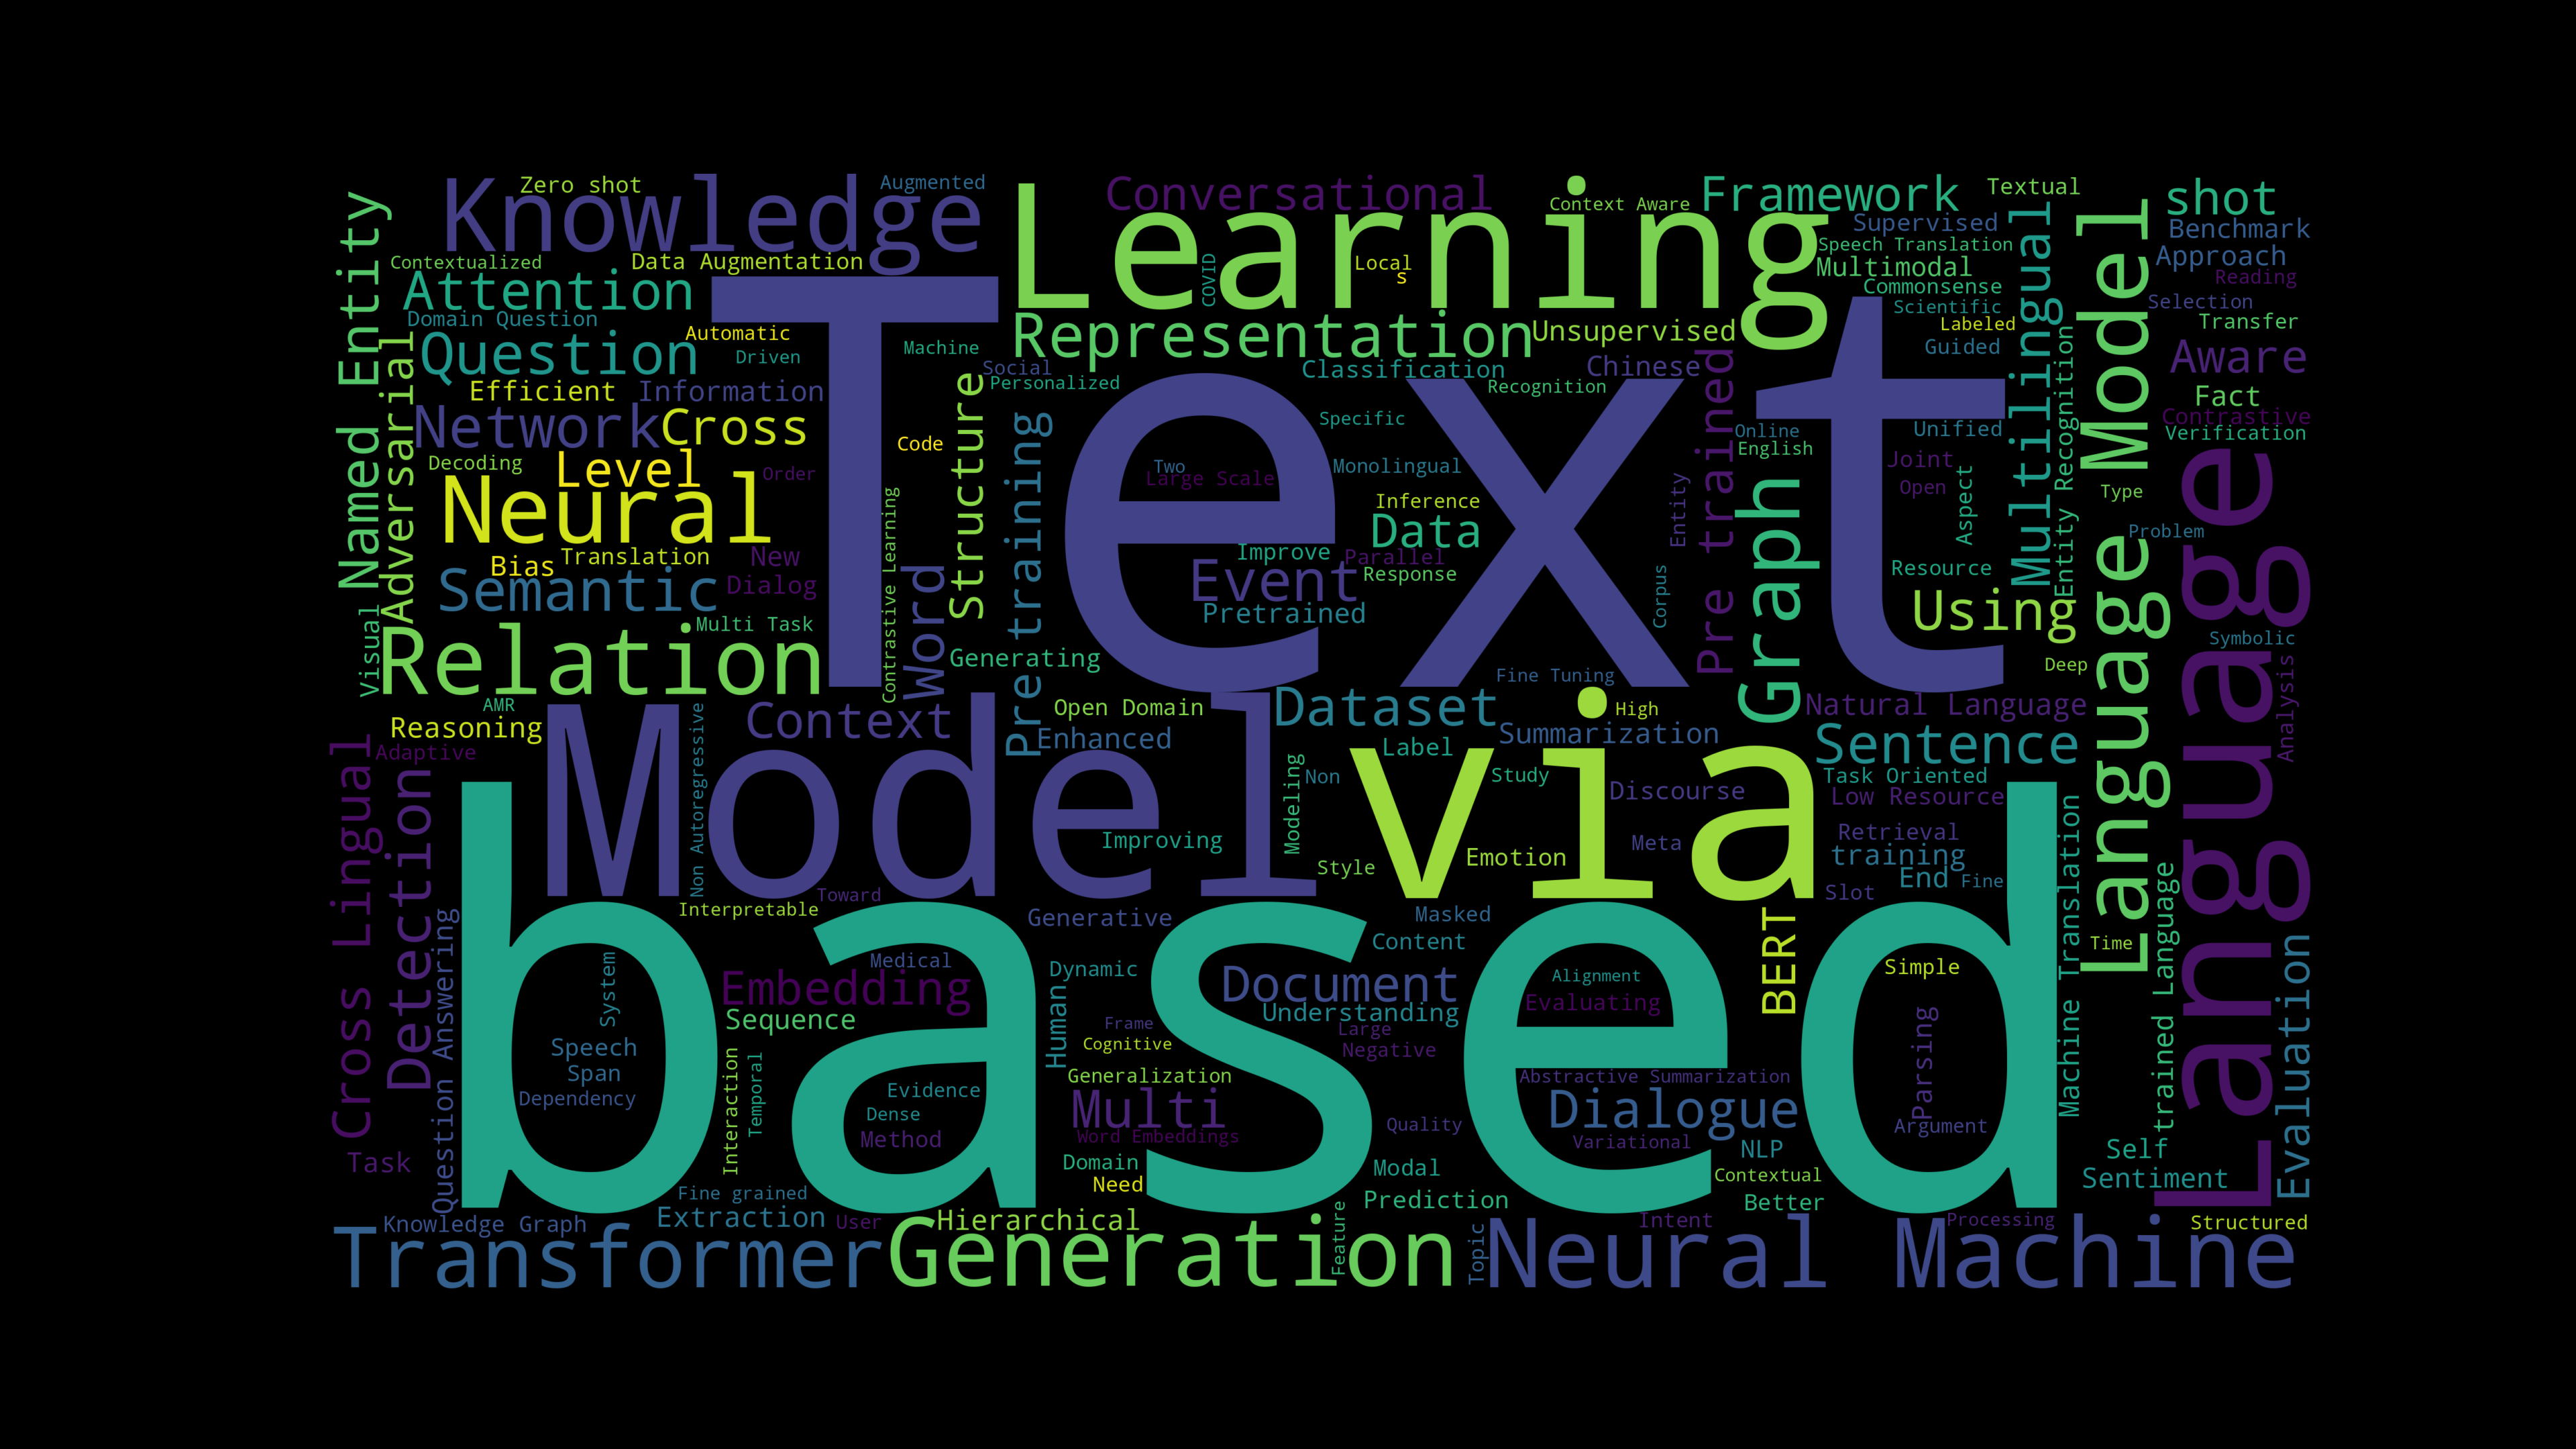 Knowledge
Zero shot
Augmented
Learning
Conversational
Context Aware
Framework
Textual
shot
Named Entity
Contextualized
Data Augmentation
COVID
Local
s
Supervised
Speech Translation
Multimodal
Commonsense
Scientific
Multilingual
Language Model
Benchmark
Approach
Reading
Selection
Attention
Domain Question
Automatic
Representation
Unsupervised
Labeled
Transfer
Adversarial
Question
Driven
Text
Machine
Social
Personalized
Classification
Chinese
Recognition
Guided
Entity Recognition
Aware
Efficient
Information
Structure
Specific
Pre trained
Fact
Contrastive
Verification
Network
Cross
Code
Pre training
Online
English
Unified
Decoding
Level
Order
Two
Large Scale
Monolingual
Joint
Open
Aspect
Language
Type
Neural
Contrastive Learning
Inference
Data
Entity
Graph
Problem
Bias
Translation
New
Improve
Parallel
Event
Response
Corpus
Resource
Semantic
Dialog
Word
Pretrained
Using
Visual
Relation
Multi Task
Generating
Fine Tuning
Deep
Symbolic
Analysis
AMR
Reasoning
Adaptive
Non Autoregressive
Context
Open Domain
Enhanced
Dataset
High
Summarization
Natural Language
Sentence
Cross Lingual
Detection
Model
Modeling
Label
Non
Study
via
Discourse
Task Oriented
Low Resource
Improving
Style
Emotion
Meta
Retrieval
training
End
Fine
Slot
Machine Translation
trained Language
Question Answering
based
Interpretable
Toward
Generative
Masked
Content
BERT
Time
Evaluation
System
Medical
Embedding
Dynamic
Document
Alignment
Simple
Sequence
Human
Understanding
Evaluating
Speech
Span
Dependency
Interaction
Temporal
Frame
Cognitive
Large
Negative
Parsing
Evidence
Dense
Method
Generalization
Multi
Word Embeddings
Abstractive Summarization
Dialogue
Quality
Variational
Argument
Task
Domain
Need
Modal
NLP
Contextual
Self
Sentiment
Fine grained
Prediction
Better
Knowledge Graph
Extraction
User
Hierarchical
Feature
Topic
Intent
Processing
Structured
Transformer
Generation
Neural Machine